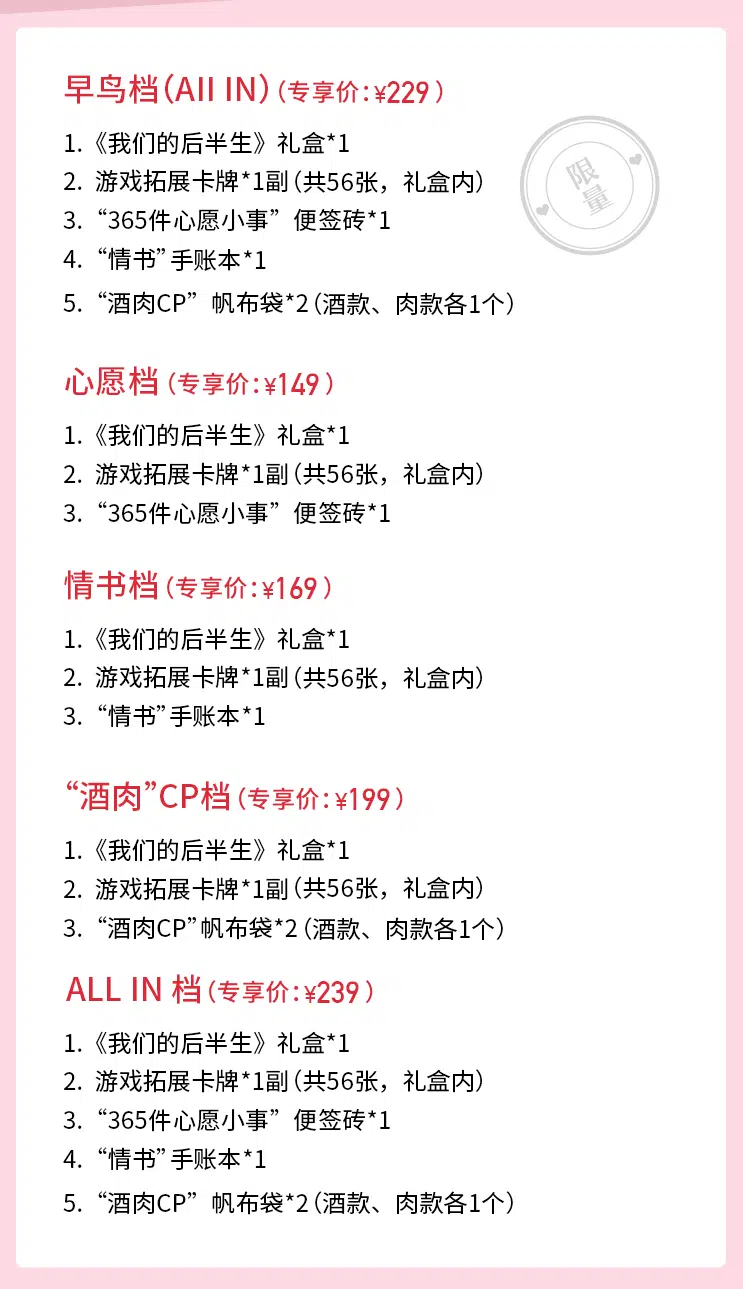 早鸟档(All IN)(专享价:¥229)
1.《我们的后半生》礼盒*1
2. 游戏拓展卡牌*1副(共56张，礼盒内)
限量
3. “365件心愿小事”便签砖*1
4. “情书”手账本*1
5. “酒肉CP”帆布袋*2(酒款、肉款各1个)
心愿档(专享价:¥149)
1.《我们的后半生》礼盒*1
2. 游戏拓展卡牌*1副(共56张，礼盒内)
3. “365件心愿小事”便签砖*1
情书档(专享价:¥169)
1.《我们的后半生》礼盒*1
2. 游戏拓展卡牌*1副(共56张，礼盒内)
3. “情书”手账本*1
“酒肉”CP档(专享价:¥199)
1.《我们的后半生》礼盒*1
2. 游戏拓展卡牌*1副(共56张，礼盒内)
3. “酒肉CP”帆布袋*2(酒款、肉款各1个)
ALL IN 档(专享价:¥239)
1.《我们的后半生》礼盒*1
2. 游戏拓展卡牌*1副(共56张，礼盒内)
3. “365件心愿小事”便签砖*1
4. “情书”手账本*1
5. “酒肉CP”帆布袋*2(酒款、肉款各1个)